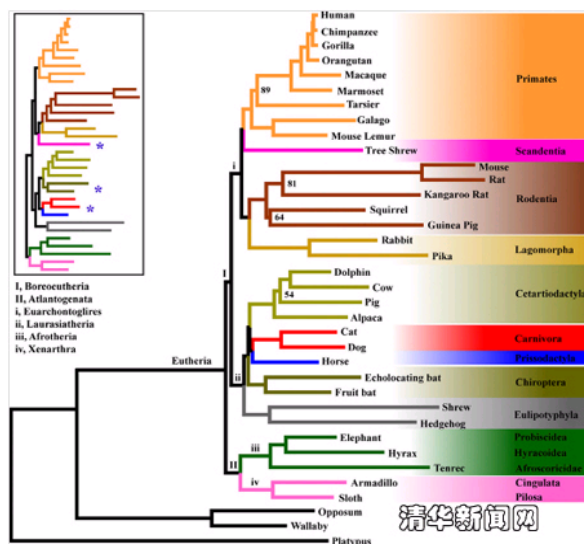 Human
Chimpanzee
Gorilla
Orangutan
Macaque
Primates
89
Marmoset
Tarsier
Galago
Mouse Lemur
*
i
Tree Shrew
Scandentia
Mouse
81
Rat
*
Kangaroo Rat
Rodentia
*
64
Squirrel
Guinea Pig
Rabbit
Lagomorpha
Pika
I
Dolphin
I, Boreoeutheria
54
Cow
Cetartiodactyla
II, Atlantogenata
Pig
i, Euarchontoglires
Alpaca
ii, Laurasiatheria
Cat
Carnivora
iii, Afrotheria
Dog
iv, Xenarthra
Eutheria
Horse
Perissodactyla
ii
Echolocating bat
Chiroptera
Fruit bat
Shrew
Eulipotyphyla
Hedgehog
Elephant
Probiscidea
iii
Hyrax
Hyracoidea
II
Tenrec
Afrosoricidae
iv
Armadillo
Cingulata
Sloth
Pilosa
Opposum
清华新闻网
Wallaby
Platypus